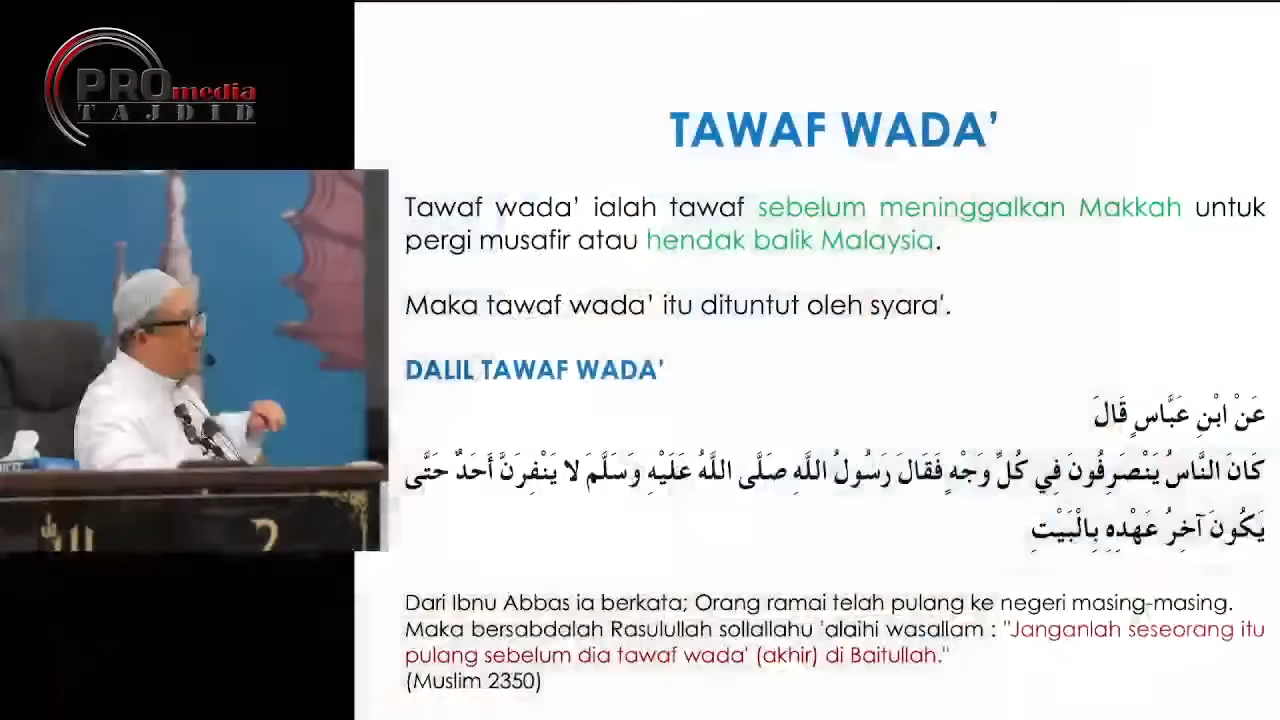 PROmedia
TAJDID
TAWAF WADA’
Tawaf wada’ ialah tawaf sebelum meninggalkan Makkah untuk
pergi musafir atau hendak balik Malaysia.
Maka tawaf wada’ itu dituntut oleh syara'.
DALIL TAWAF WADA’
عَنْ ابْنِ عَبَّاسٍ قَالَ
كَانَ النَّاسُ يَنْصَرِفُونَ فِي كُلِّ وَجْهٍ فَقَالَ رَسُولُ اللَّهِ صَلَّى اللَّهُ عَلَيْهِ وَسَلَّمَ لا يَنْفِرَنَّ أَحَدٌ حَتَّى
يَكُونَ آخِرُ عَهْدِهِ بِالْبَيْتِ
Dari Ibnu Abbas ia berkata; Orang ramai telah pulang ke negeri masing-masing.
Maka bersabdalah Rasulullah sollallahu 'alaihi wasallam : "Janganlah seseorang itu
pulang sebelum dia tawaf wada' (akhir) di Baitullah."
(Muslim 2350)